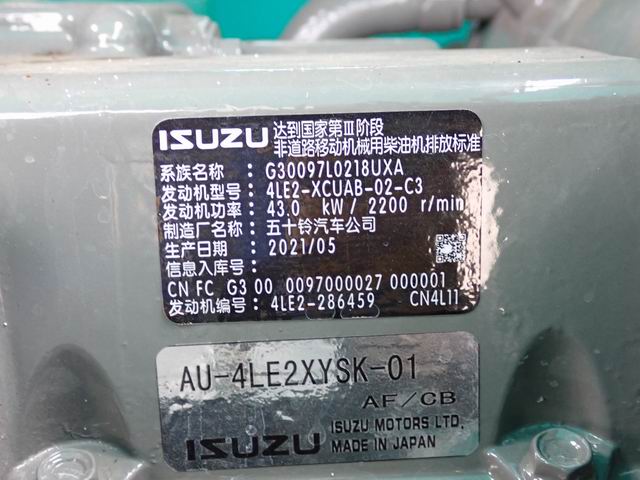 ISUZU 达到国家第Ⅲ阶段
非道路移动机械用柴油机排放标准
系族名称 : G30097L0218UXA
发动机型号: 4LE2-XCUAB-02-C3
发动机功率: 43.0 kW / 2200 r/min
制造厂名称: 五十铃汽车公司
生产日期 : 2021/05
信息入库号:
CN FC G3 00 0097000027 000001
发动机编号: 4LE2-286459 CN4L11
AU-4LE2XYSK-01
AF/CB
ISUZU ISUZU MOTORS LTD.
MADE IN JAPAN